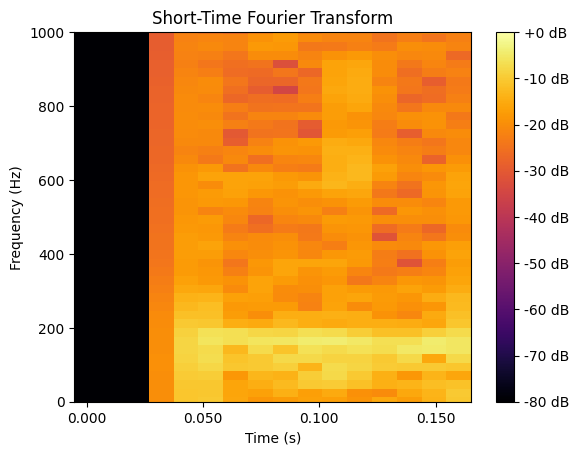 Short-Time Fourier Transform
1000
800
600
400
200
0
Frequency (Hz)
0.000
0.050
0.100
0.150
Time (s)
+0 dB
-10 dB
-20 dB
-30 dB
-40 dB
-50 dB
-60 dB
-70 dB
-80 dB